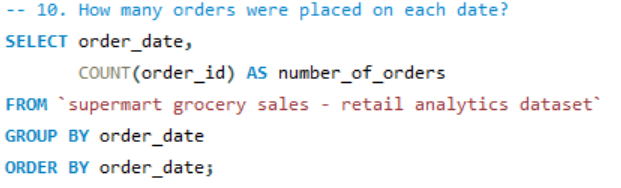 -- 10. How many orders were placed on each date?
SELECT order_date,
COUNT(order_id) AS number_of_orders
FROM `supermart grocery sales - retail analytics dataset`
GROUP BY order_date
ORDER BY order_date;